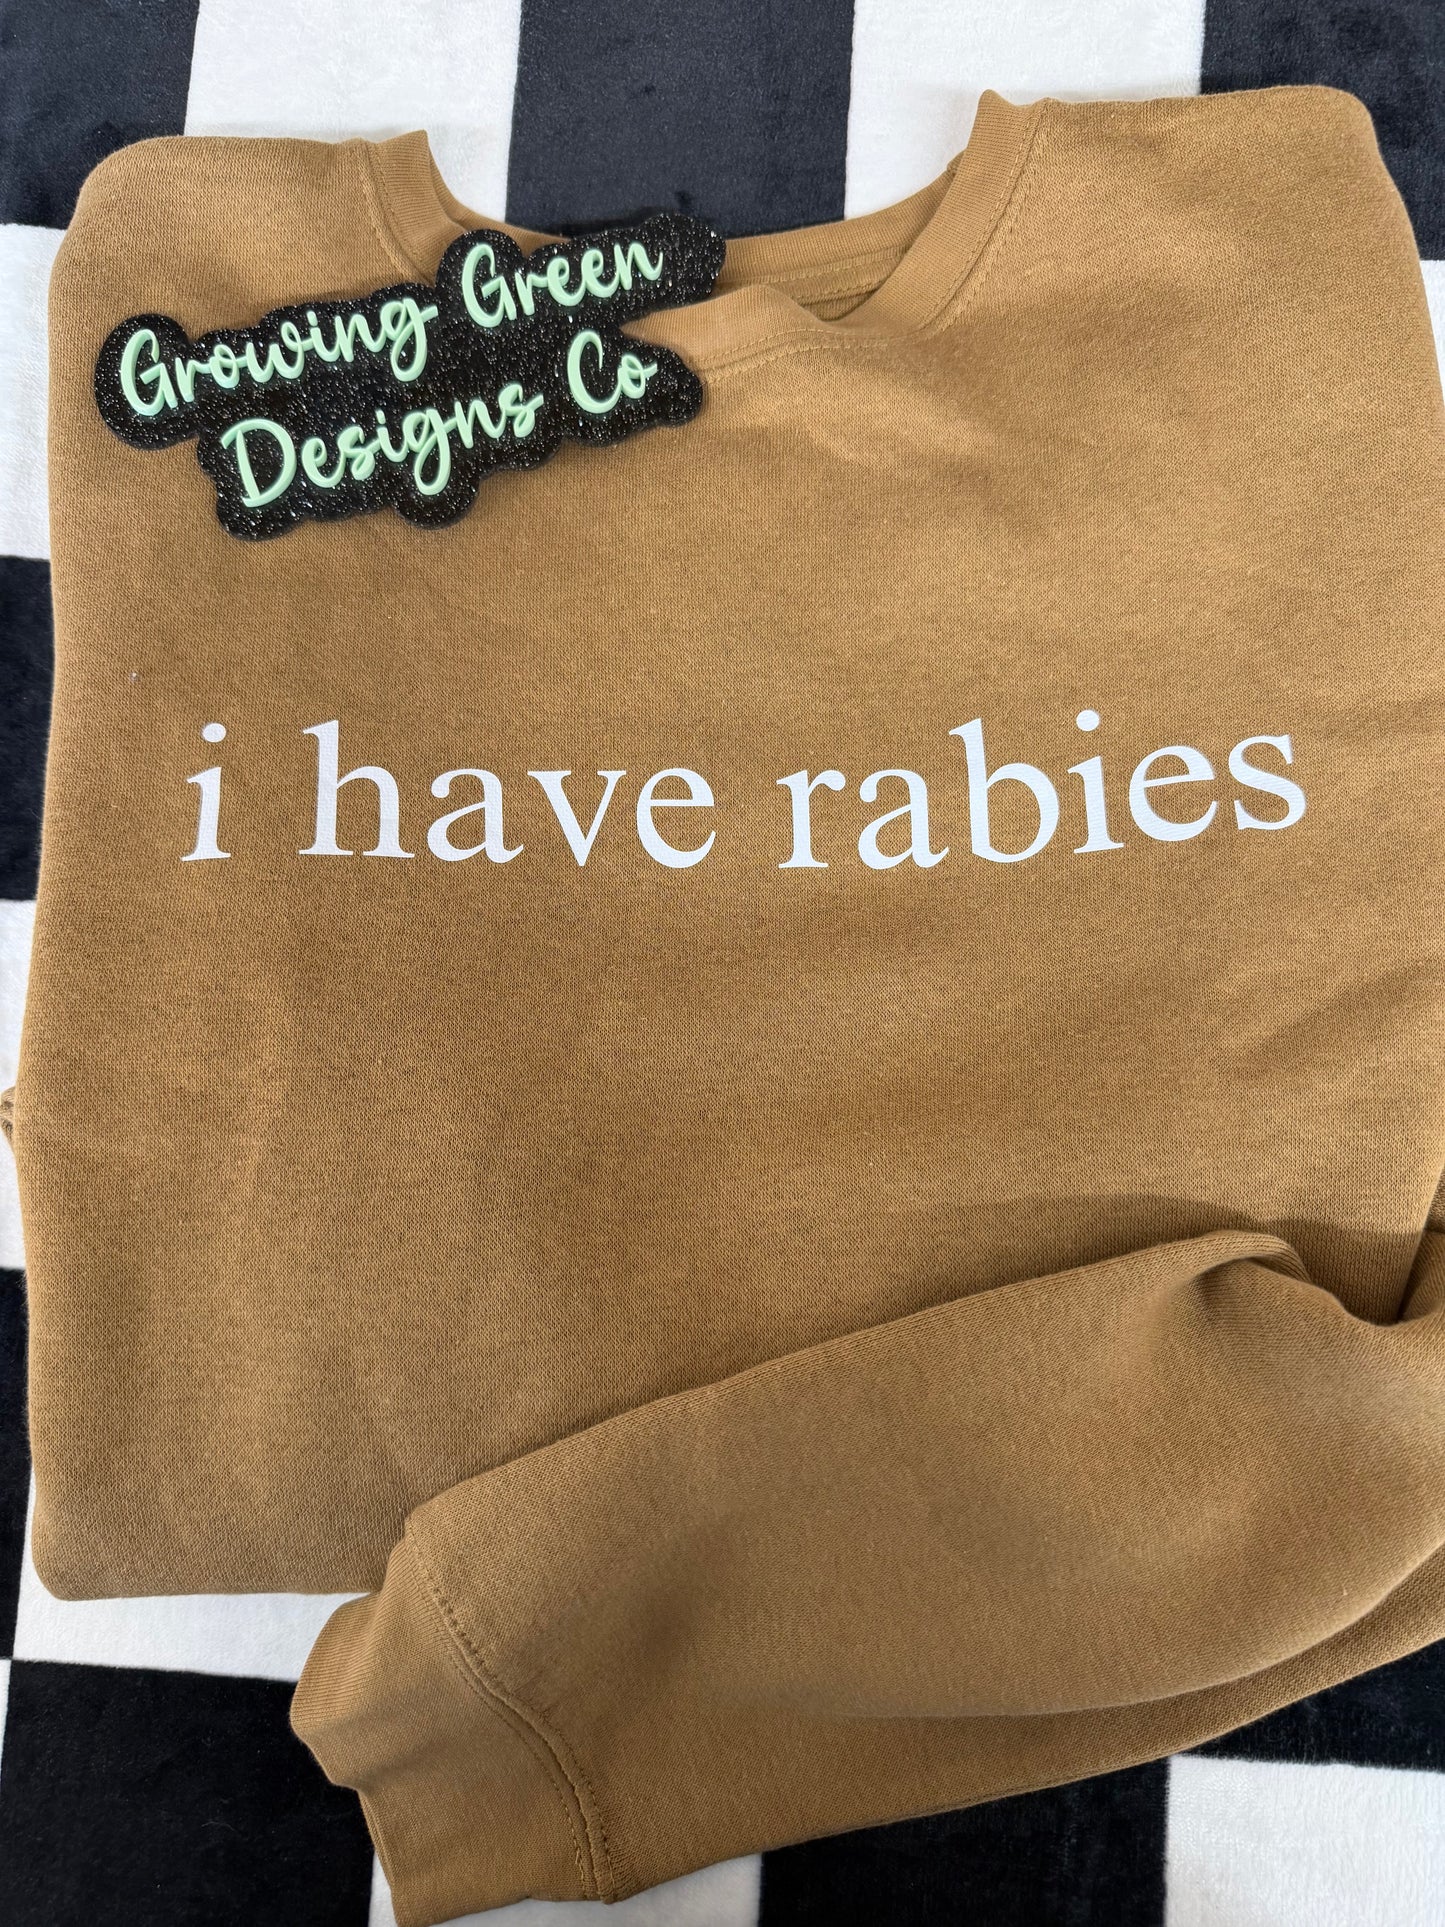 Growing Green
Designs Co
i have rabies